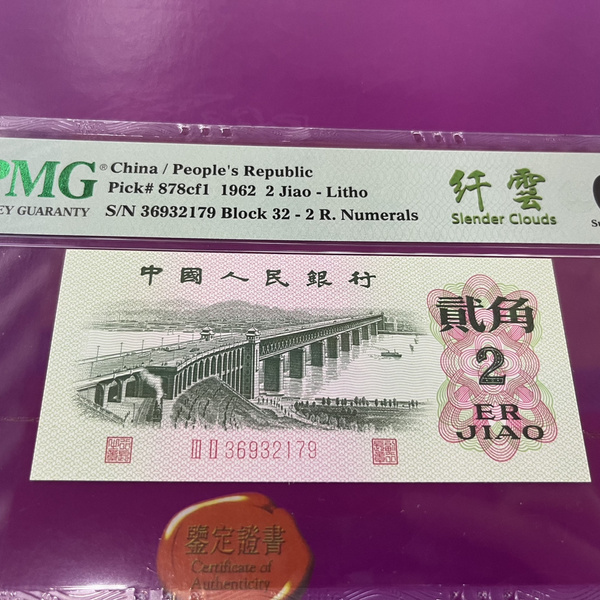 PMG
® China / People's Republic
Pick# 878cf1 1962 2 Jiao - Litho
S/N 36932179 Block 32 - 2 R. Numerals
EY GUARANTY
纤雲
Slender Clouds
中國人民銀行
貳角
2
ER
JIAO
III II 36932179
鑒定證書
Certificate of
Authenticity